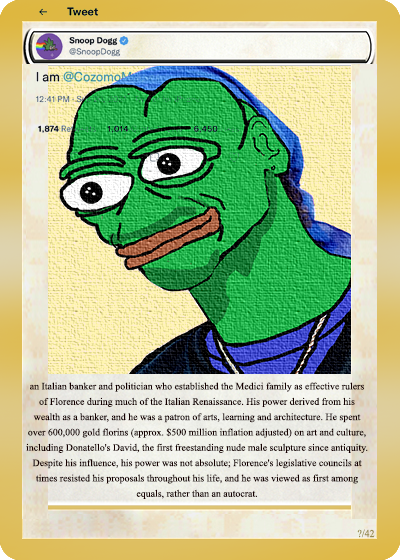 ← Tweet
Snoop Dogg
@SnoopDogg
I am @CozomoM
12:41 PM
1,874 1,014 6,450
an Italian banker and politician who established the Medici family as effective rulers
of Florence during much of the Italian Renaissance. His power derived from his
wealth as a banker, and he was a patron of arts, learning and architecture. He spent
over 600,000 gold florins (approx. $500 million inflation adjusted) on art and culture,
including Donatello's David, the first freestanding nude male sculpture since antiquity.
Despite his influence, his power was not absolute; Florence's legislative councils at
times resisted his proposals throughout his life, and he was viewed as first among
equals, rather than an autocrat.
?/42